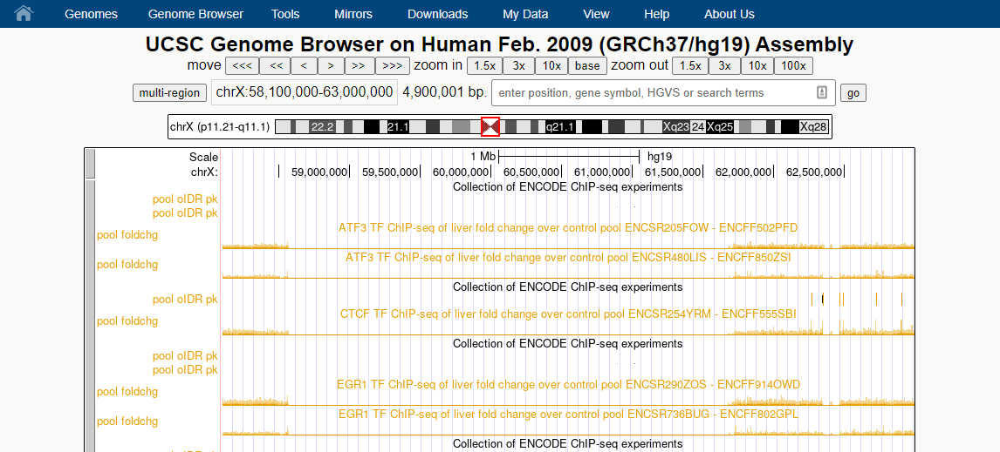 Genomes Genome Browser Tools Mirrors Downloads My Data View Help About Us
UCSC Genome Browser on Human Feb. 2009 (GRCh37/hg19) Assembly
move <<< << < > >> >>> zoom in 1.5x 3x 10x base zoom out 1.5x 3x 10x 100x
multi-region chrX:58,100,000-63,000,000 4,900,001 bp. enter position, gene symbol, HGVS or search terms go
chrX (p11.21-q11.1) 22.2 21.1 q21.1 Xq23 24 Xq25 Xq28
Scale 1 Mb hg19
chrX: 59,000,000 59,500,000 60,000,000 60,500,000 61,000,000 61,500,000 62,000,000 62,500,000
Collection of ENCODE ChIP-seq experiments
pool oIDR pk
pool oIDR pk
ATF3 TF ChIP-seq of liver fold change over control pool ENCSR205FOW - ENCFF502PFD
pool foldchg
ATF3 TF ChIP-seq of liver fold change over control pool ENCSR480LIS - ENCFF850ZSI
pool foldchg
Collection of ENCODE ChIP-seq experiments
pool oIDR pk
CTCF TF ChIP-seq of liver fold change over control pool ENCSR254YRM - ENCFF555SBI
pool foldchg
Collection of ENCODE ChIP-seq experiments
pool oIDR pk
pool oIDR pk
EGR1 TF ChIP-seq of liver fold change over control pool ENCSR290ZOS - ENCFF914OWD
pool foldchg
EGR1 TF ChIP-seq of liver fold change over control pool ENCSR736BUG - ENCFF802GPL
pool foldchg
Collection of ENCODE ChIP-seq experiments